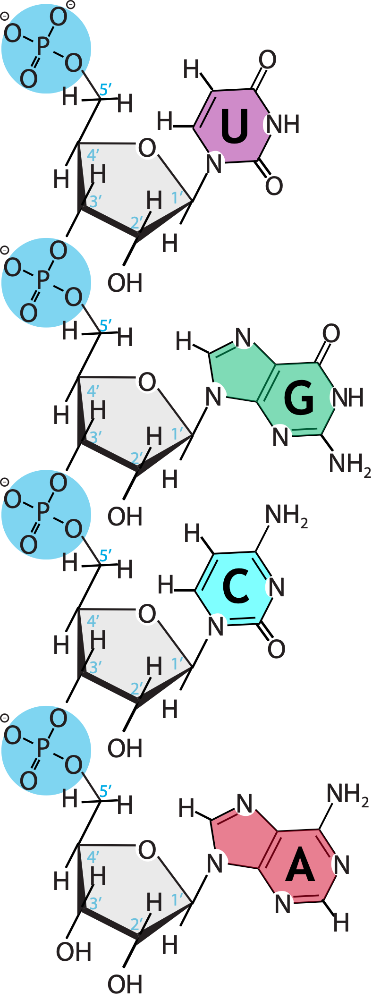 ⊖
⊖ O
O P
O
O
H 5′ H
H O
H U NH
N
O
O
4′
H H
3′ H 1′
2′
H
OH
O
⊖
O P
O
O
H 5′ H
H N O
O
4′ N G NH
H H
3′ H 1′ N
2′ NH₂
H
OH
O
⊖
O P
O
O
H 5′ H
NH₂
H
H C N
N
O
O
4′
H H
3′ H 1′
2′
H
OH
O
⊖
O P
O
O
H 5′ H
H N NH₂
O
4′ N A N
H H
3′ H 1′ N
2′ H
H
OH
OH